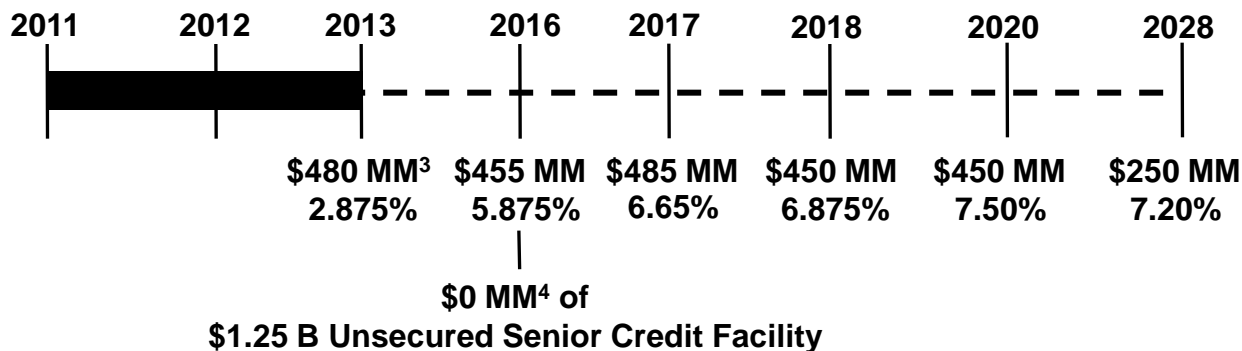 2011 2012 2013 2016 2017 2018 2020 2028
$480 MM³ $455 MM $485 MM $450 MM $450 MM $250 MM
2.875% 5.875% 6.65% 6.875% 7.50% 7.20%
$0 MM⁴ of
$1.25 B Unsecured Senior Credit Facility